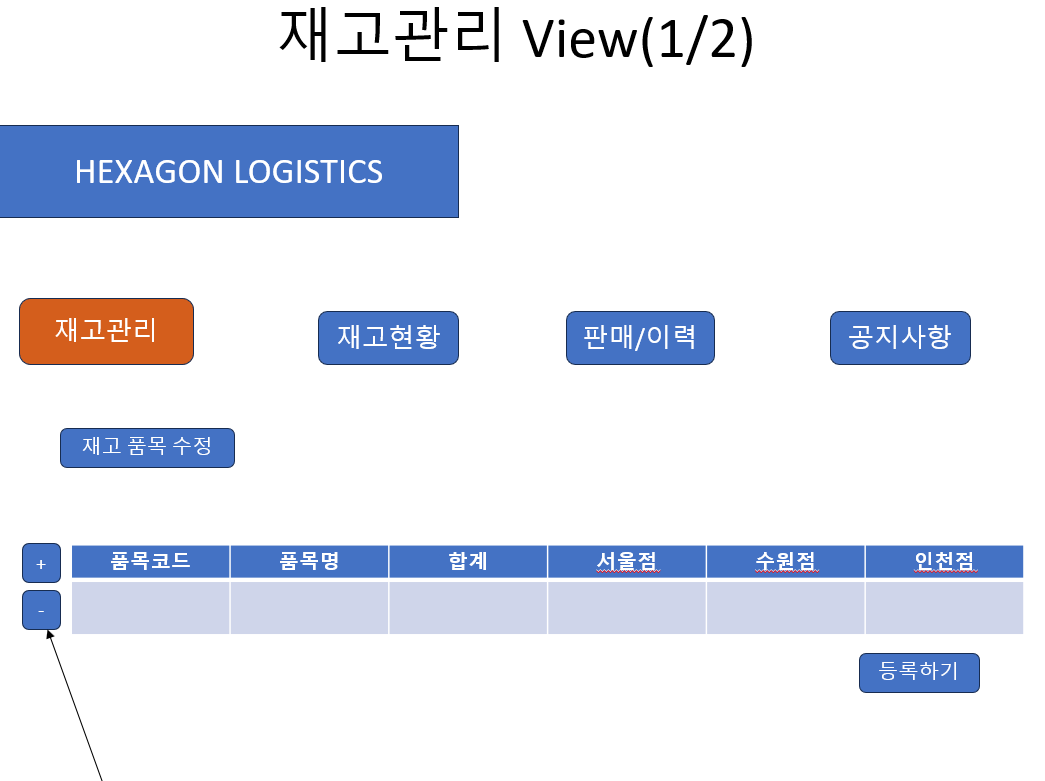 재고관리 View(1/2)
HEXAGON LOGISTICS
재고관리
재고현황
판매/이력
공지사항
재고 품목 수정
+
품목코드
품목명
합계
서울점
수원점
인천점
-
등록하기